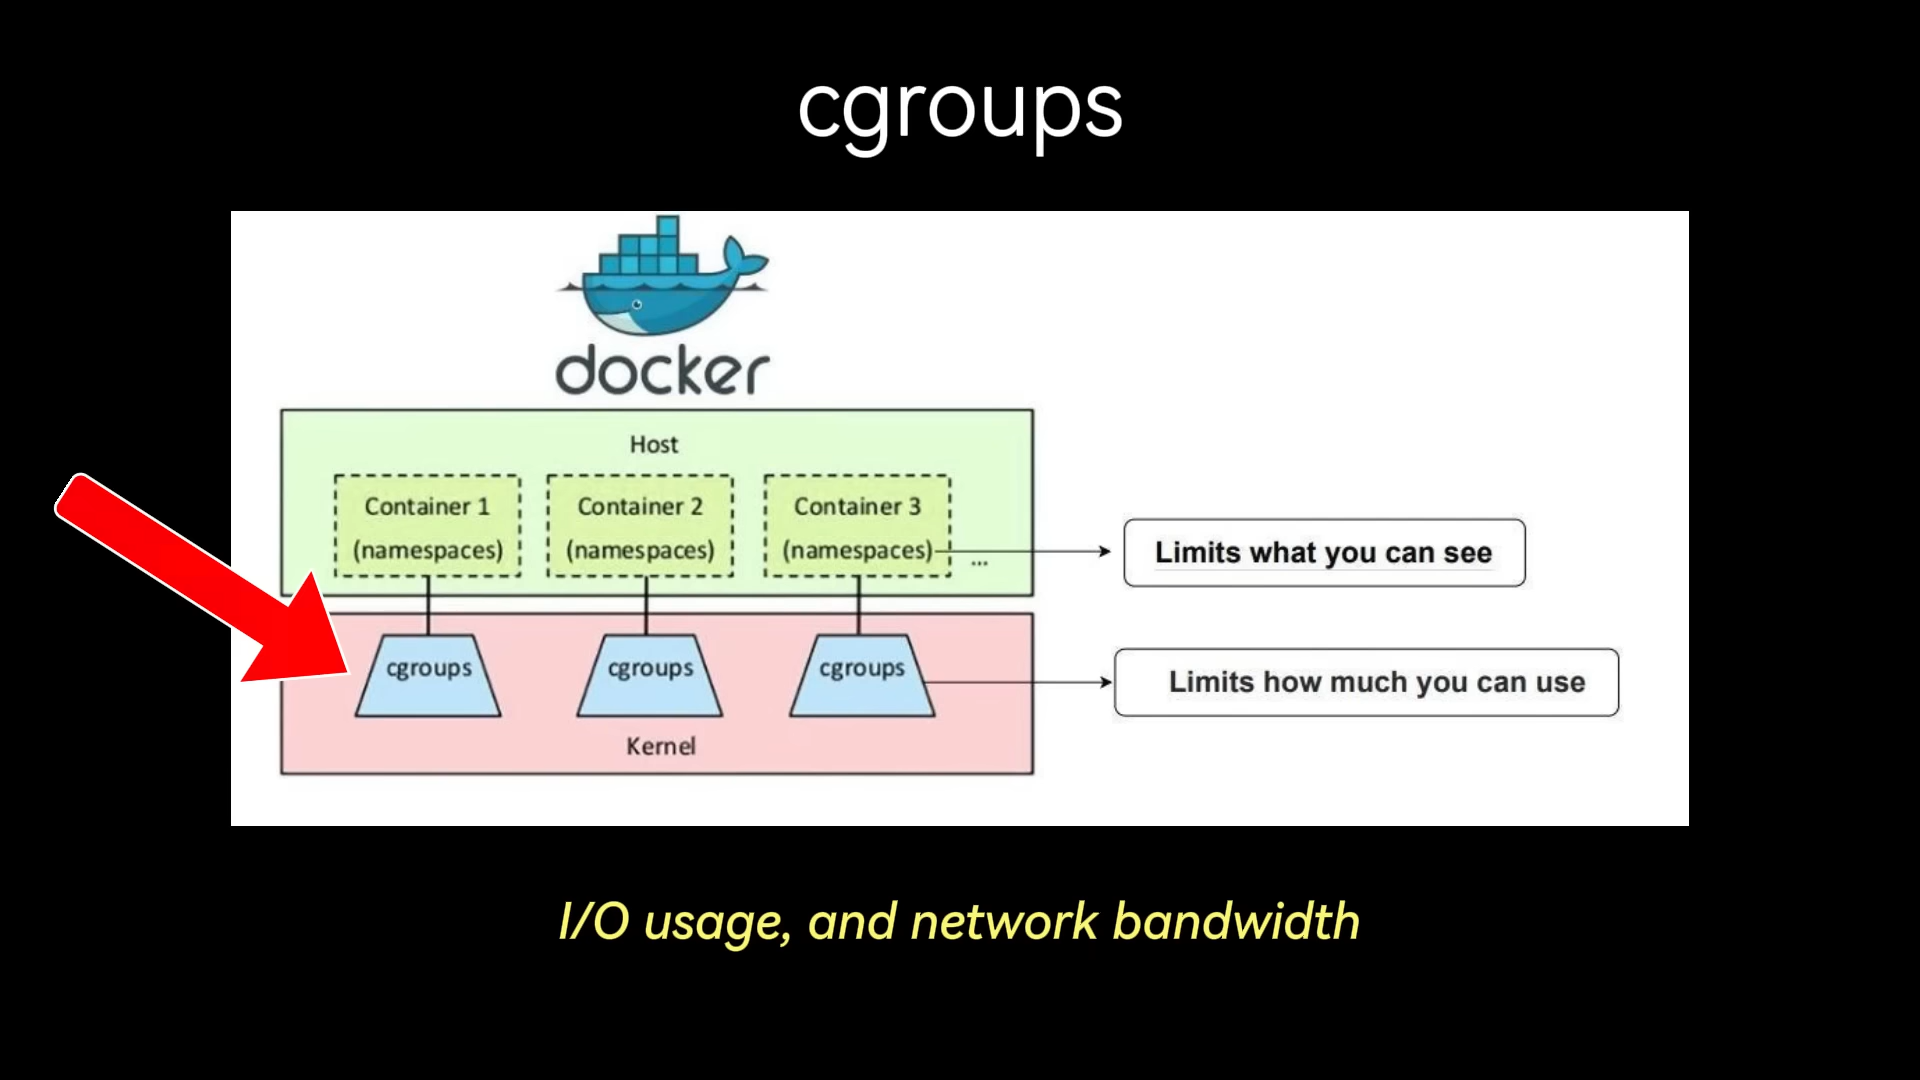 cgroups
docker
Host
Container 1
(namespaces)
Container 2
(namespaces)
Container 3
(namespaces)
...
Limits what you can see
cgroups
cgroups
cgroups
Limits how much you can use
Kernel
I/O usage, and network bandwidth